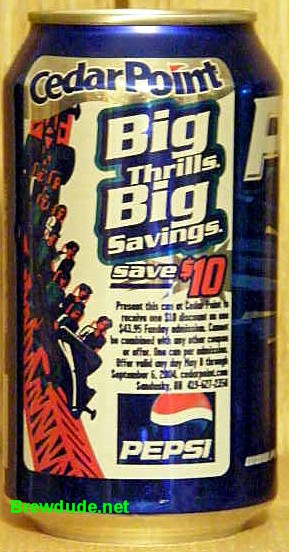 Cedar Point
Big
Thrills.
Big
Savings.
save $10
Present this can at Cedar Point to
receive one $10 discount on one
$43.95 Funday admission. Cannot
be combined with any other coupon
or offer. One can per admission.
Offer valid any day May 8 through
September 6, 2004. cedarpoint.com
Sandusky, OH 419-627-2350
PEPSI
Brewdude.net